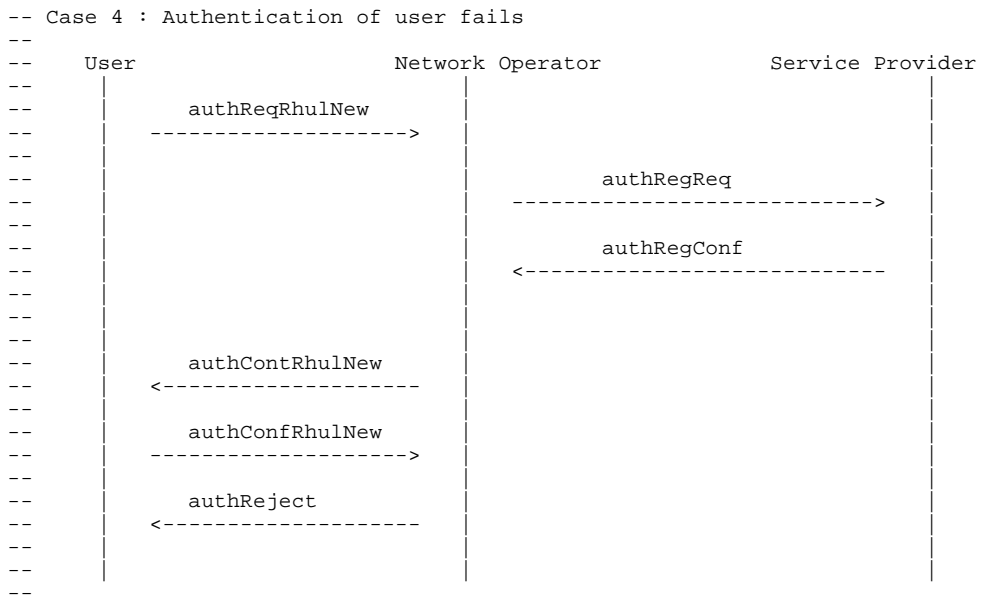 -- Case 4 : Authentication of user fails
--
--     User                    Network Operator             Service Provider
--      |                            |                                    |
--      |      authReqRhulNew        |                                    |
--      |   -------------------->    |                                    |
--      |                            |                                    |
--      |                            |          authRegReq                |
--      |                            |   ---------------------------->    |
--      |                            |                                    |
--      |                            |          authRegConf               |
--      |                            |   <----------------------------    |
--      |                            |                                    |
--      |                            |                                    |
--      |                            |                                    |
--      |      authContRhulNew       |                                    |
--      |   <--------------------    |                                    |
--      |                            |                                    |
--      |      authConfRhulNew       |                                    |
--      |   -------------------->    |                                    |
--      |                            |                                    |
--      |      authReject            |                                    |
--      |   <--------------------    |                                    |
--      |                            |                                    |
--      |                            |                                    |
--